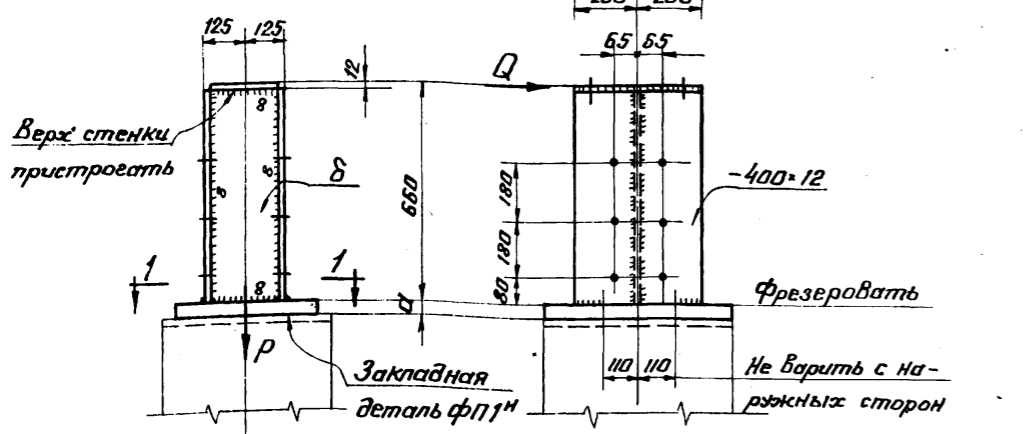 125 125
12
Q
65 65
Верх стенки
пристрогать
8
8
8
δ
660
180
180
80
-400×12
1
1
8
d
Фрезеровать
P
Закладная
деталь ФП1н
110 110
Не варить с на-
ружных сторон